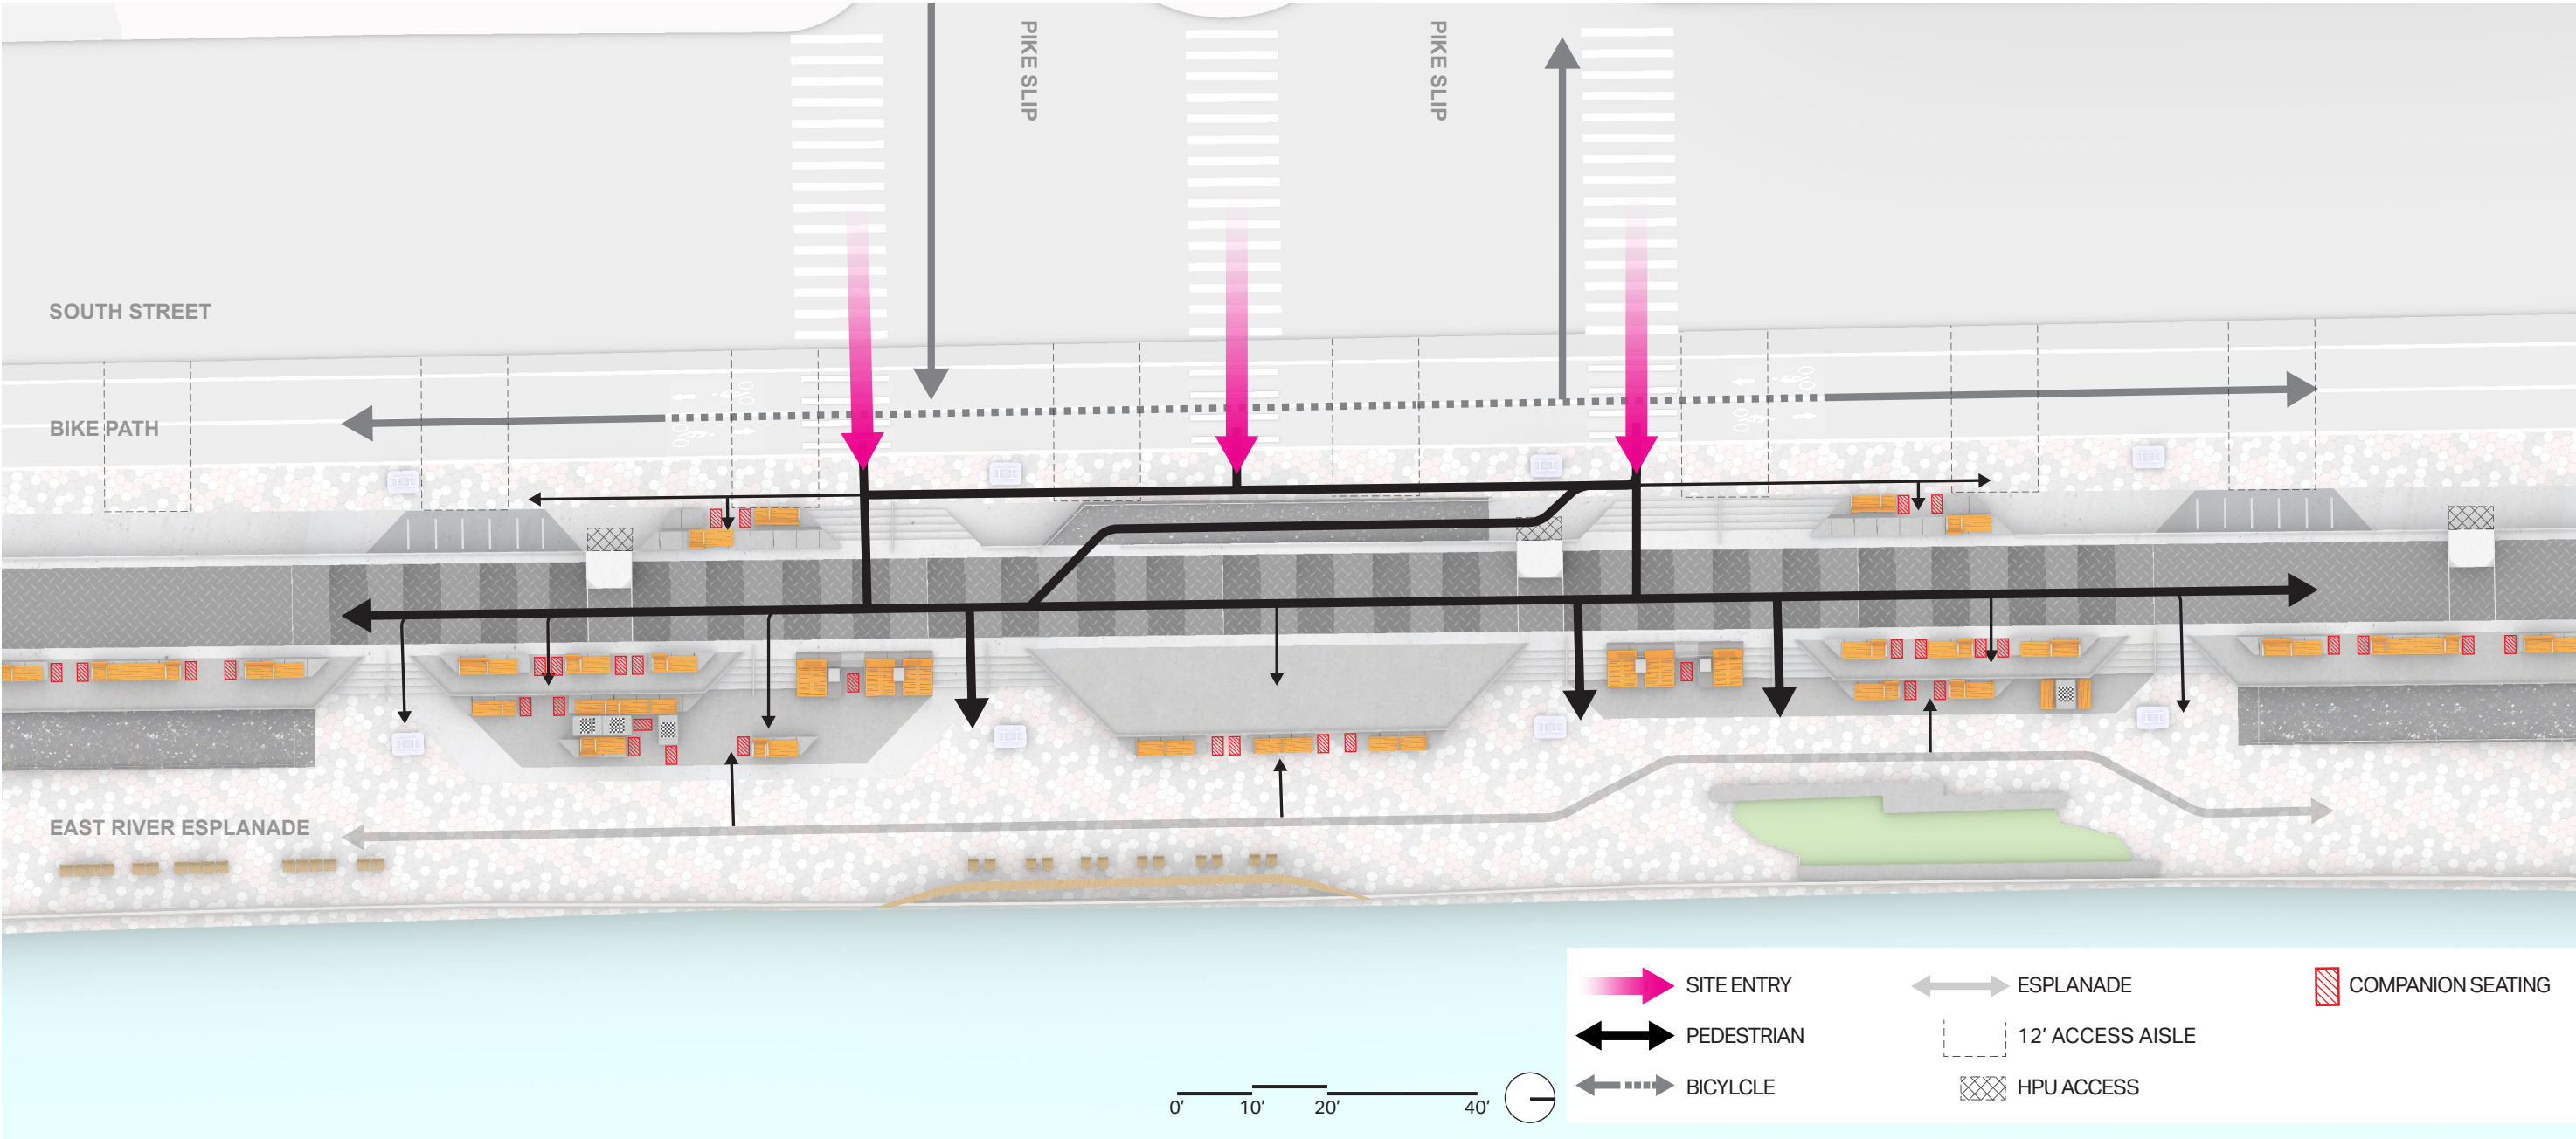 PIKE SLIP
PIKE SLIP
SOUTH STREET
BIKE PATH
EAST RIVER ESPLANADE
SITE ENTRY
PEDESTRIAN
BICYLCLE
ESPLANADE
12' ACCESS AISLE
HPU ACCESS
COMPANION SEATING
0' 10' 20' 40'